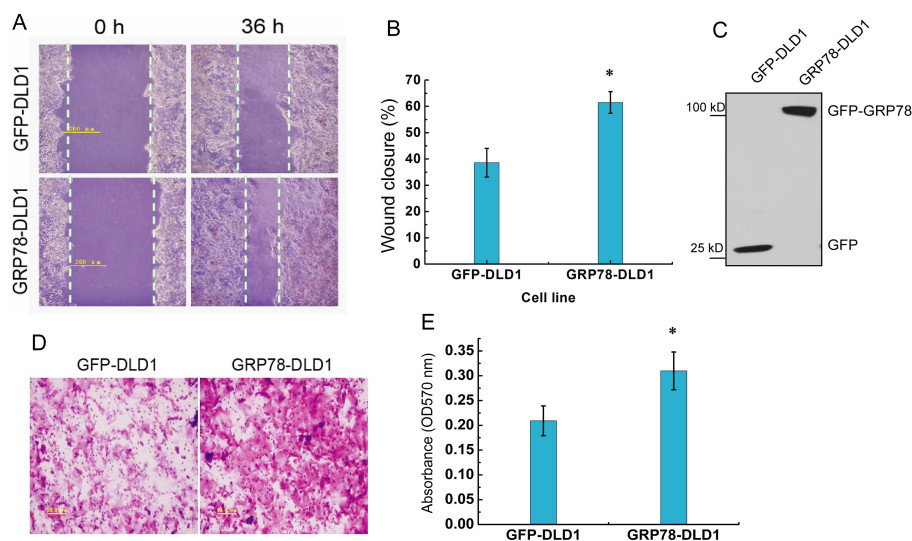 A
0 h
36 h
GFP-DLD1
GRP78-DLD1
B
Wound closure (%)
70
60
50
40
30
20
10
0
*
GFP-DLD1
GRP78-DLD1
Cell line
C
GFP-DLD1
GRP78-DLD1
100 kD
GFP-GRP78
25 kD
GFP
D
GFP-DLD1
GRP78-DLD1
E
Absorbance (OD570 nm)
0.35
0.30
0.25
0.20
0.15
0.10
0.05
0.00
*
GFP-DLD1
GRP78-DLD1